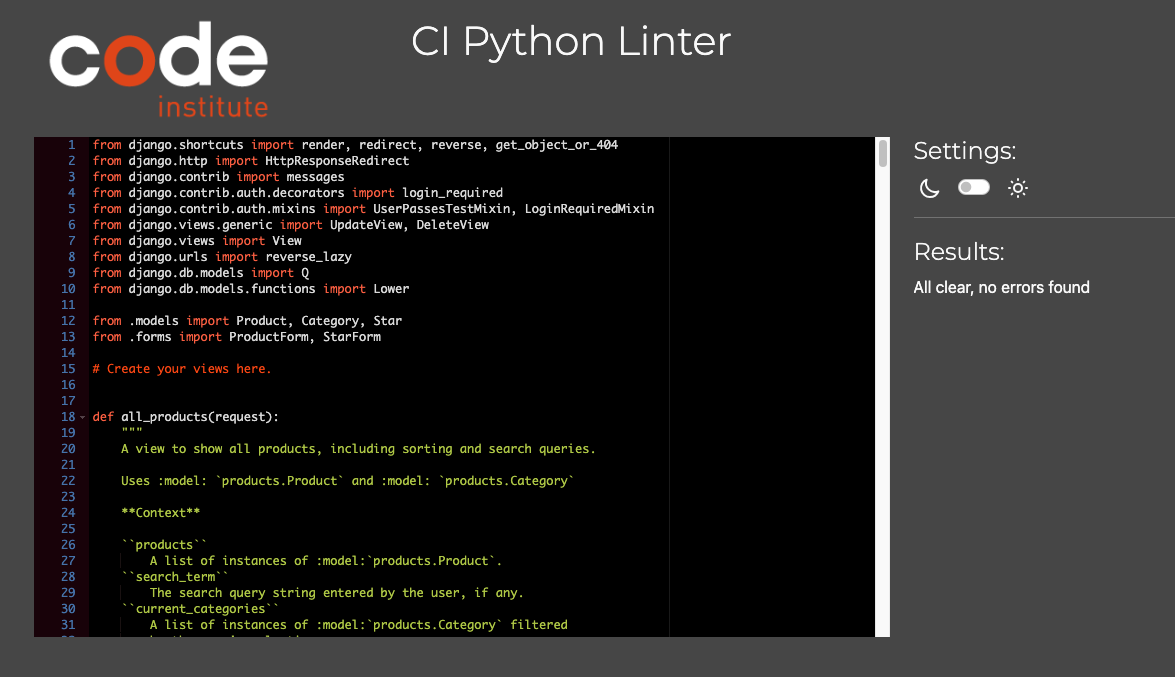 code
institute
CI Python Linter
1 from django.shortcuts import render, redirect, reverse, get_object_or_404
2 from django.http import HttpResponseRedirect
3 from django.contrib import messages
4 from django.contrib.auth.decorators import login_required
5 from django.contrib.auth.mixins import UserPassesTestMixin, LoginRequiredMixin
6 from django.views.generic import UpdateView, DeleteView
7 from django.views import View
8 from django.urls import reverse_lazy
9 from django.db.models import Q
10 from django.db.models.functions import Lower
11
12 from .models import Product, Category, Star
13 from .forms import ProductForm, StarForm
14
15 # Create your views here.
16
17
18 def all_products(request):
19     """
20     A view to show all products, including sorting and search queries.
21
22     Uses :model: `products.Product` and :model: `products.Category`
23
24     **Context**
25
26     ``products``
27         A list of instances of :model:`products.Product`.
28     ``search_term``
29         The search query string entered by the user, if any.
30     ``current_categories``
31         A list of instances of :model:`products.Category` filtered
Settings:
Results:
All clear, no errors found